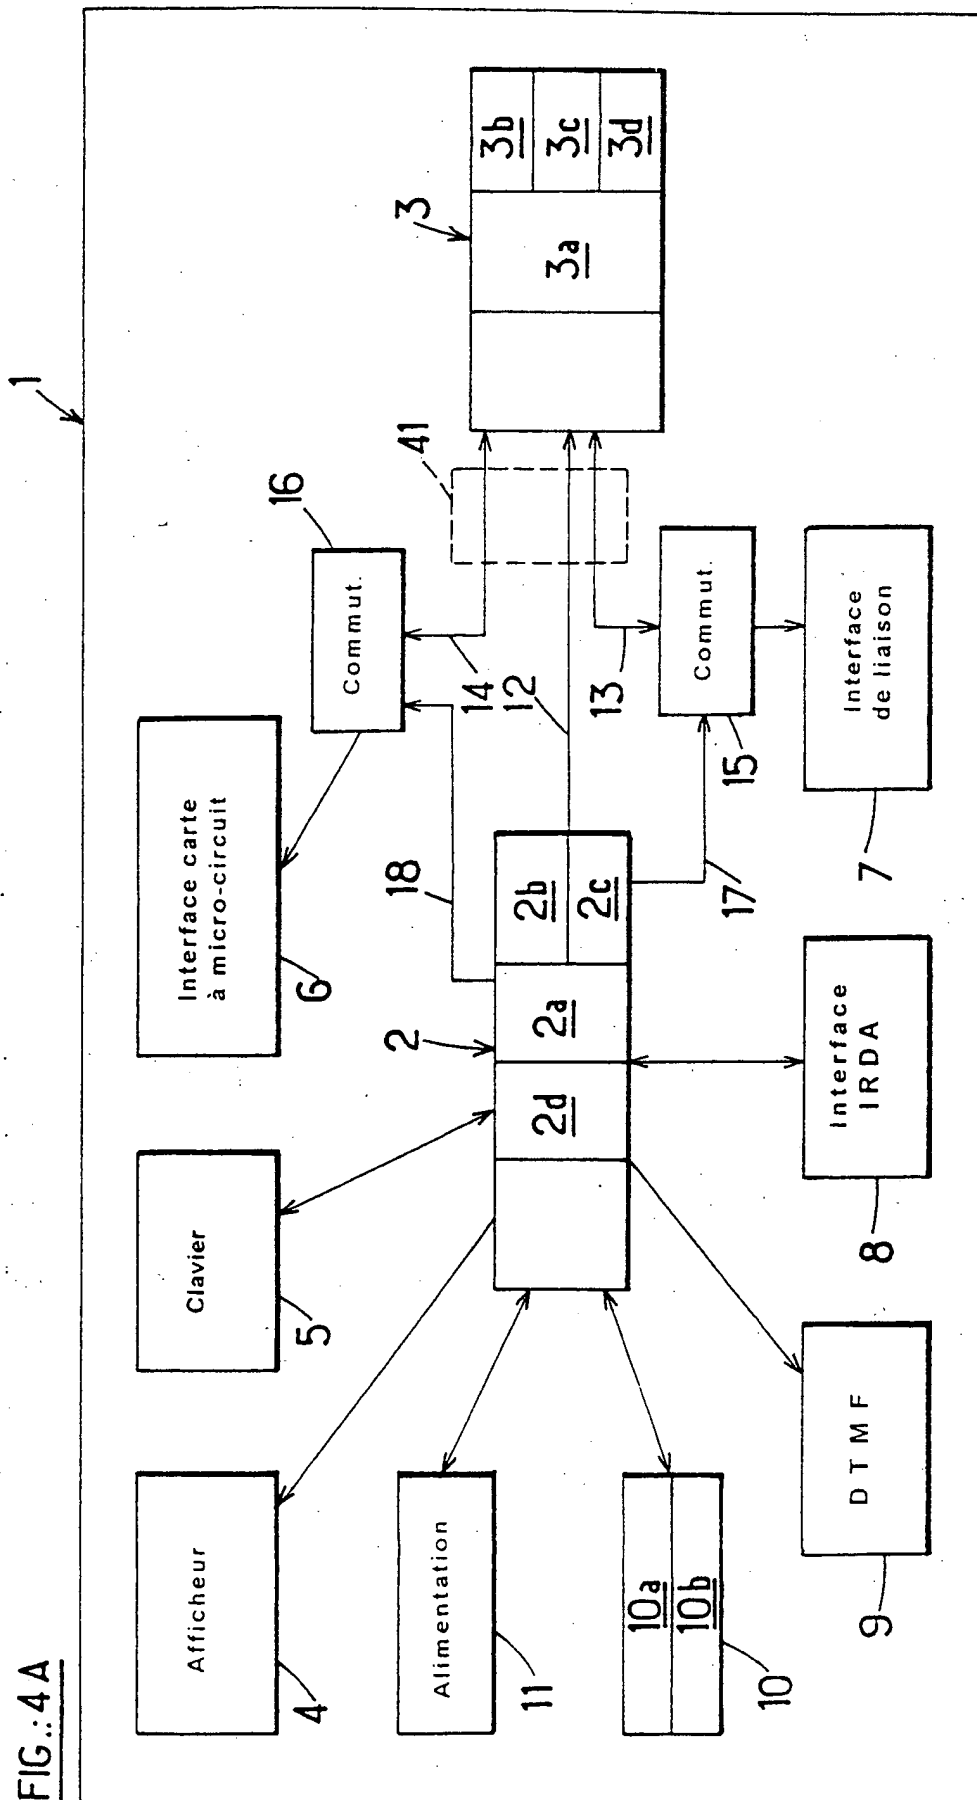 FIG.:4A
1
Afficheur
4
Clavier
5
Interface carte
à micro-circuit
6
Commut.
16
18
14
12
41
3
3a
3b
3c
3d
Alimentation
11
2
2d
2a
2b
2c
13
10a
10b
10
DTMF
9
Interface
IRDA
8
17
Commut.
15
Interface
de liaison
7